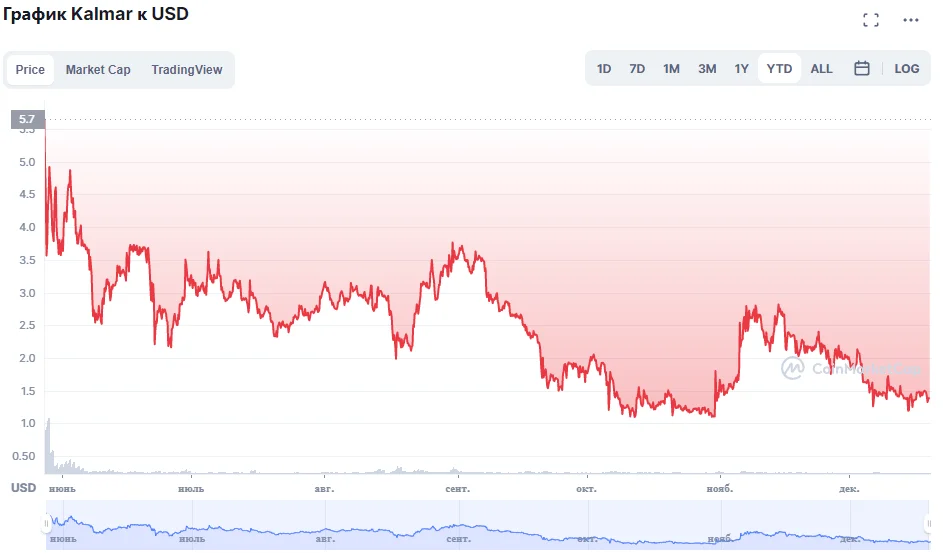 График Kalmar к USD
Price Market Cap TradingView
1D 7D 1M 3M 1Y YTD ALL LOG
5.7
5.5
5.0
4.5
4.0
3.5
3.0
2.5
2.0
1.5
1.0
0.50
CoinMarketCap
USD июнь июль авг. сент. окт. нояб. дек.
июнь июль авг. сент. окт. нояб. дек.